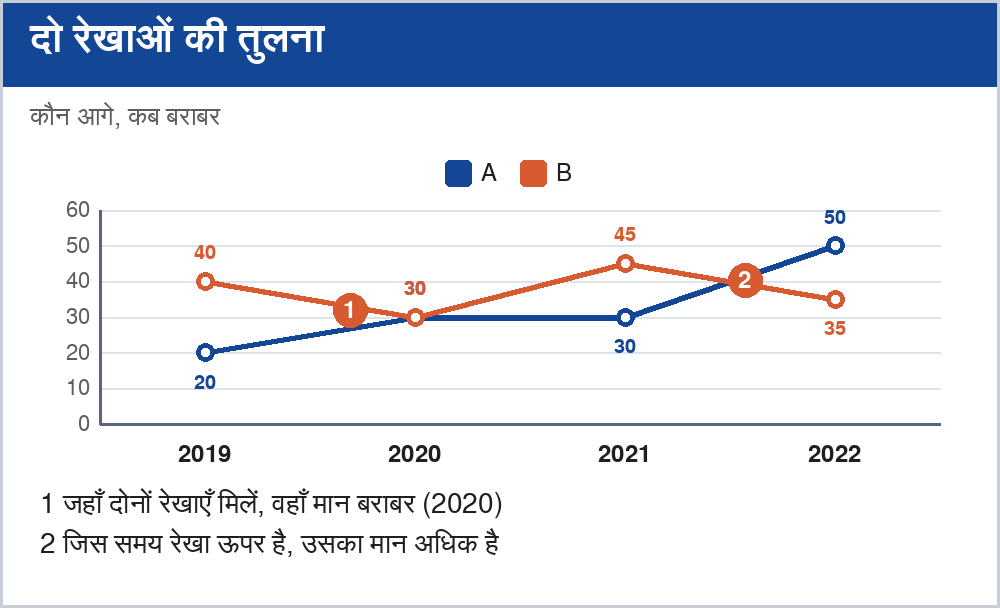 दो रेखाओं की तुलना
कौन आगे, कब बराबर
A B
60
50
40
30
20
10
0
40
30
45
35
20
30
50
1
2
2019 2020 2021 2022
1 जहाँ दोनों रेखाएँ मिलें, वहाँ मान बराबर (2020)
2 जिस समय रेखा ऊपर है, उसका मान अधिक है